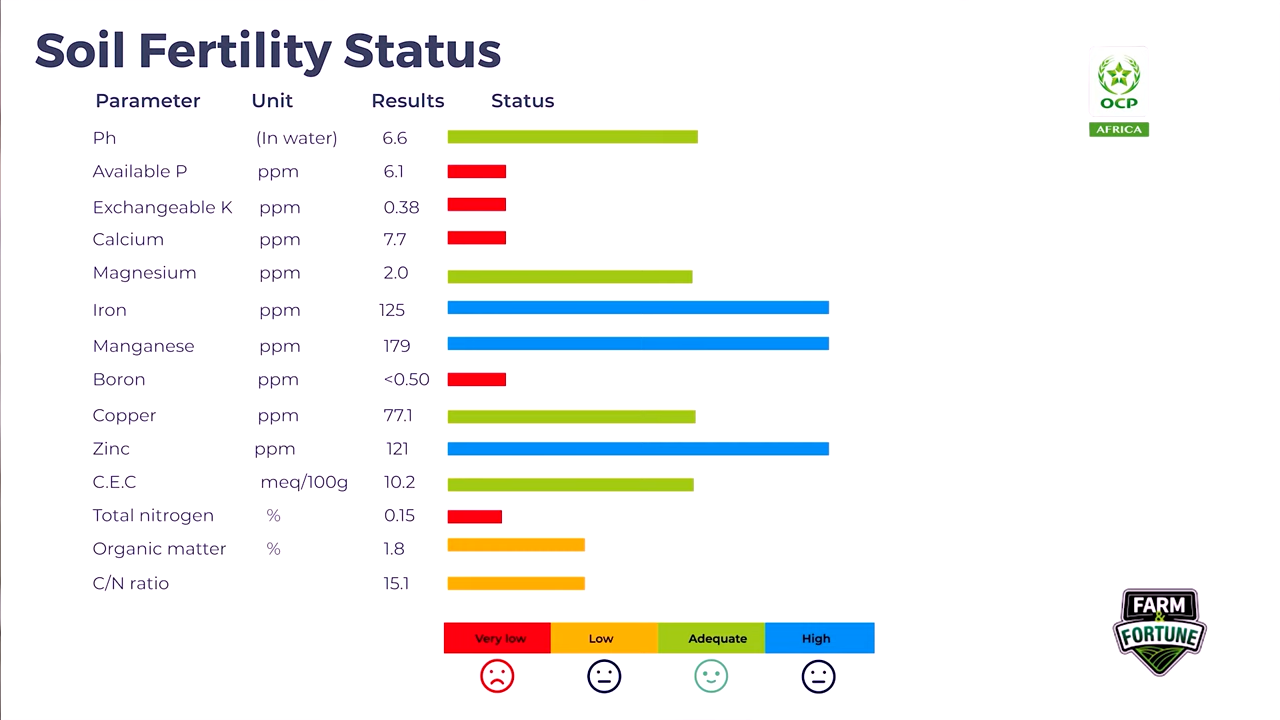 Soil Fertility Status
Parameter Unit Results Status
Ph (In water) 6.6
Available P ppm 6.1
Exchangeable K ppm 0.38
Calcium ppm 7.7
Magnesium ppm 2.0
Iron ppm 125
Manganese ppm 179
Boron ppm <0.50
Copper ppm 77.1
Zinc ppm 121
C.E.C meq/100g 10.2
Total nitrogen % 0.15
Organic matter % 1.8
C/N ratio 15.1
Very low Low Adequate High
OCP
AFRICA
FARM
&
FORTUNE